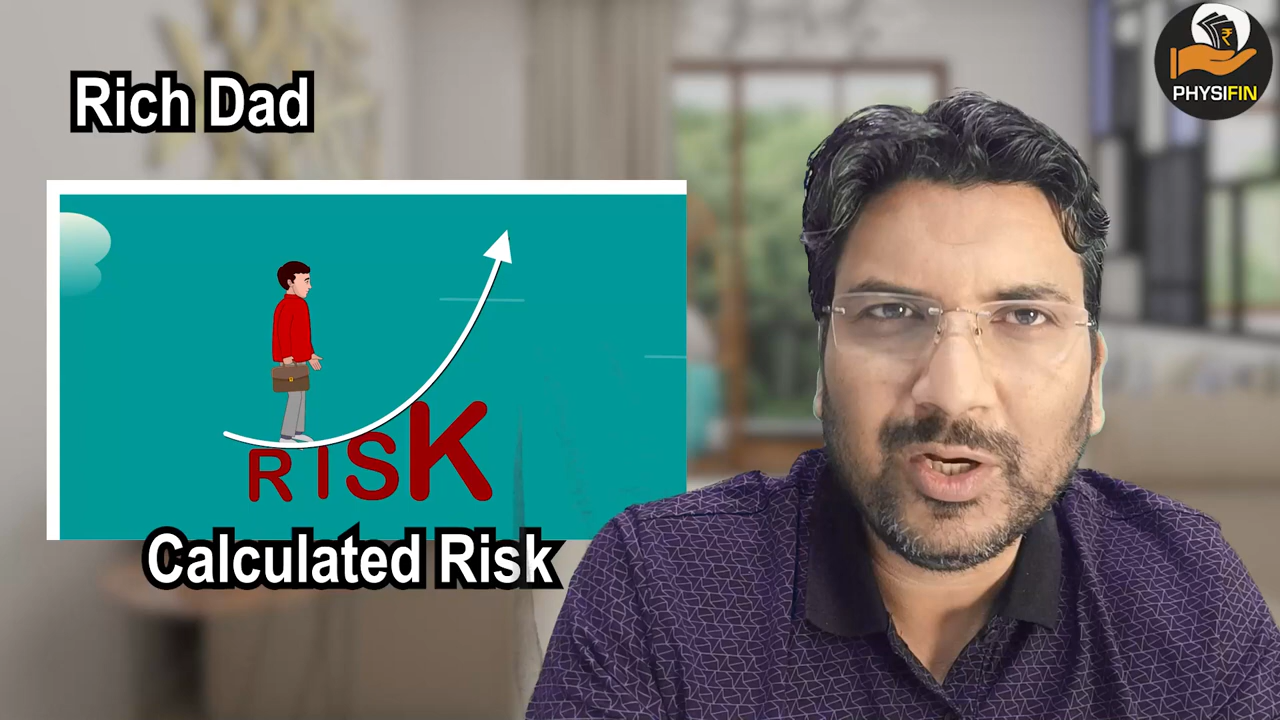 Rich Dad
₹
PHYSIFIN
RISK
Calculated Risk